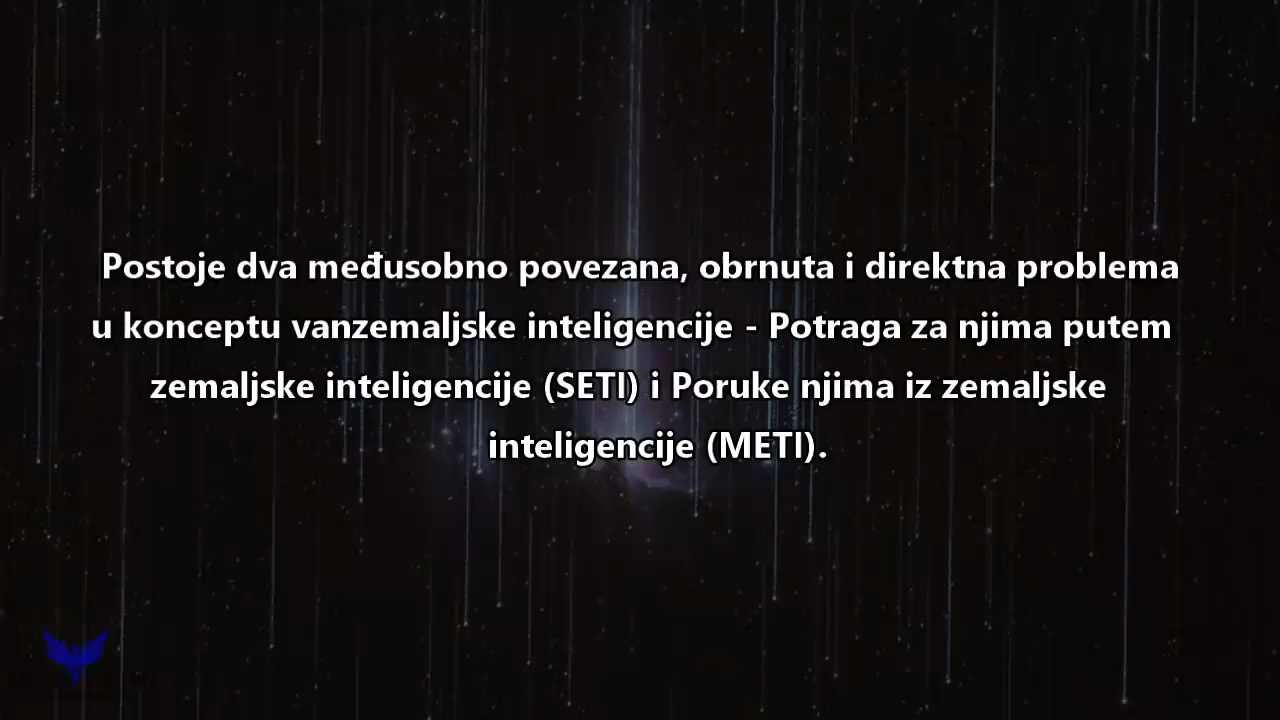 Postoje dva međusobno povezana, obrnuta i direktna problema
u konceptu vanzemaljske inteligencije - Potraga za njima putem
zemaljske inteligencije (SETI) i Poruke njima iz zemaljske
inteligencije (METI).